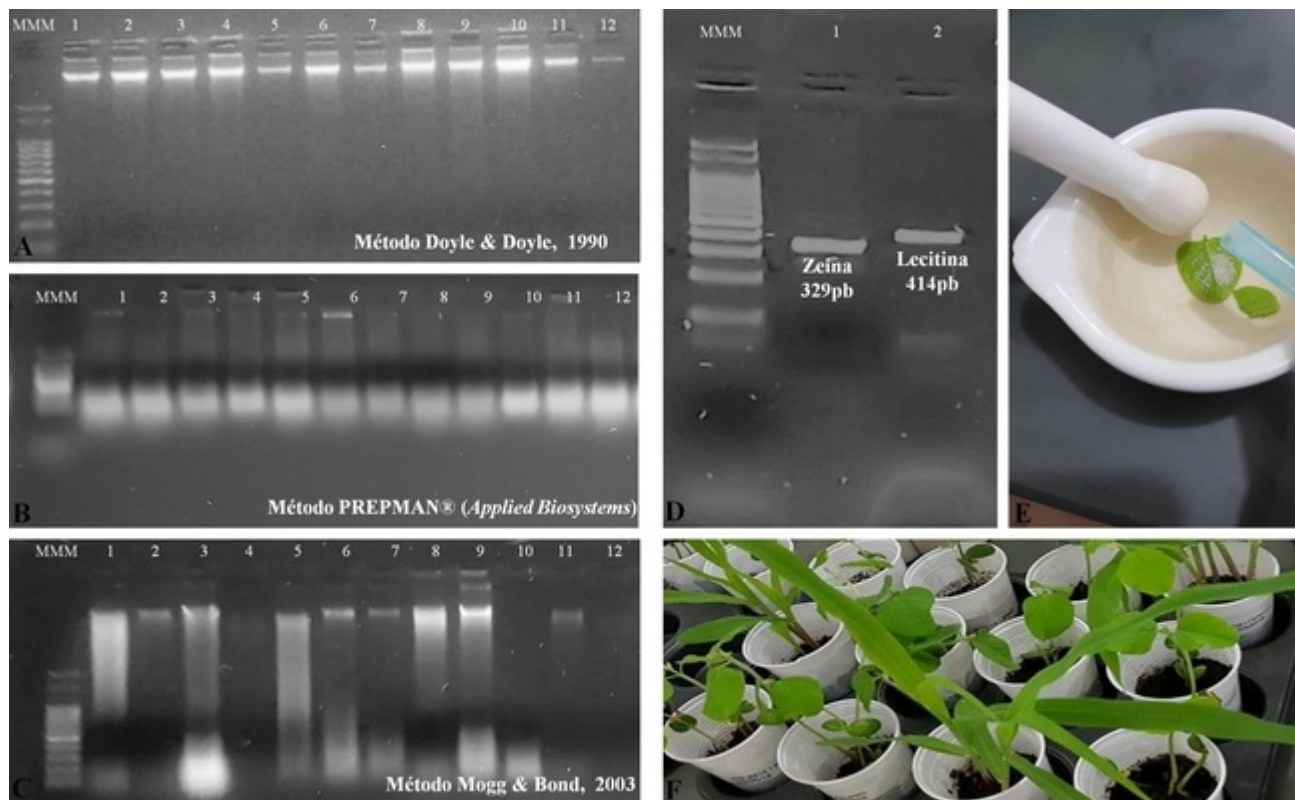 MMM 1 2 3 4 5 6 7 8 9 10 11 12
A
Método Doyle & Doyle, 1990
MMM 1 2 3 4 5 6 7 8 9 10 11 12
B
Método PREPMAN® (Applied Biosystems)
MMM 1 2 3 4 5 6 7 8 9 10 11 12
C
Método Mogg & Bond, 2003
MMM 1 2
Zeína
329pb
Lecitina
414pb
D
E
F